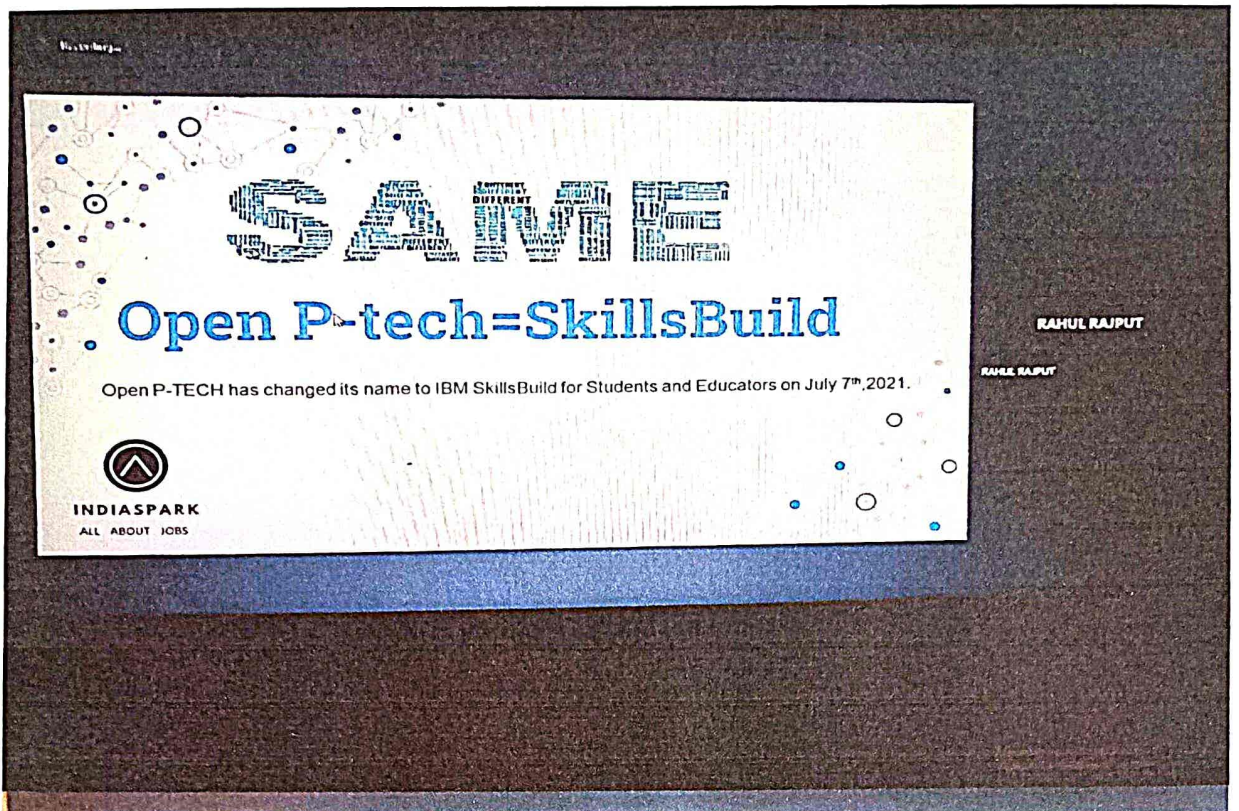 SAME
DIFFERENT
Open P-tech=SkillsBuild
Open P-TECH has changed its name to IBM SkillsBuild for Students and Educators on July 7th,2021.
INDIASPARK
ALL ABOUT JOBS
RAHUL RAJPUT
RAHUL RAJPUT